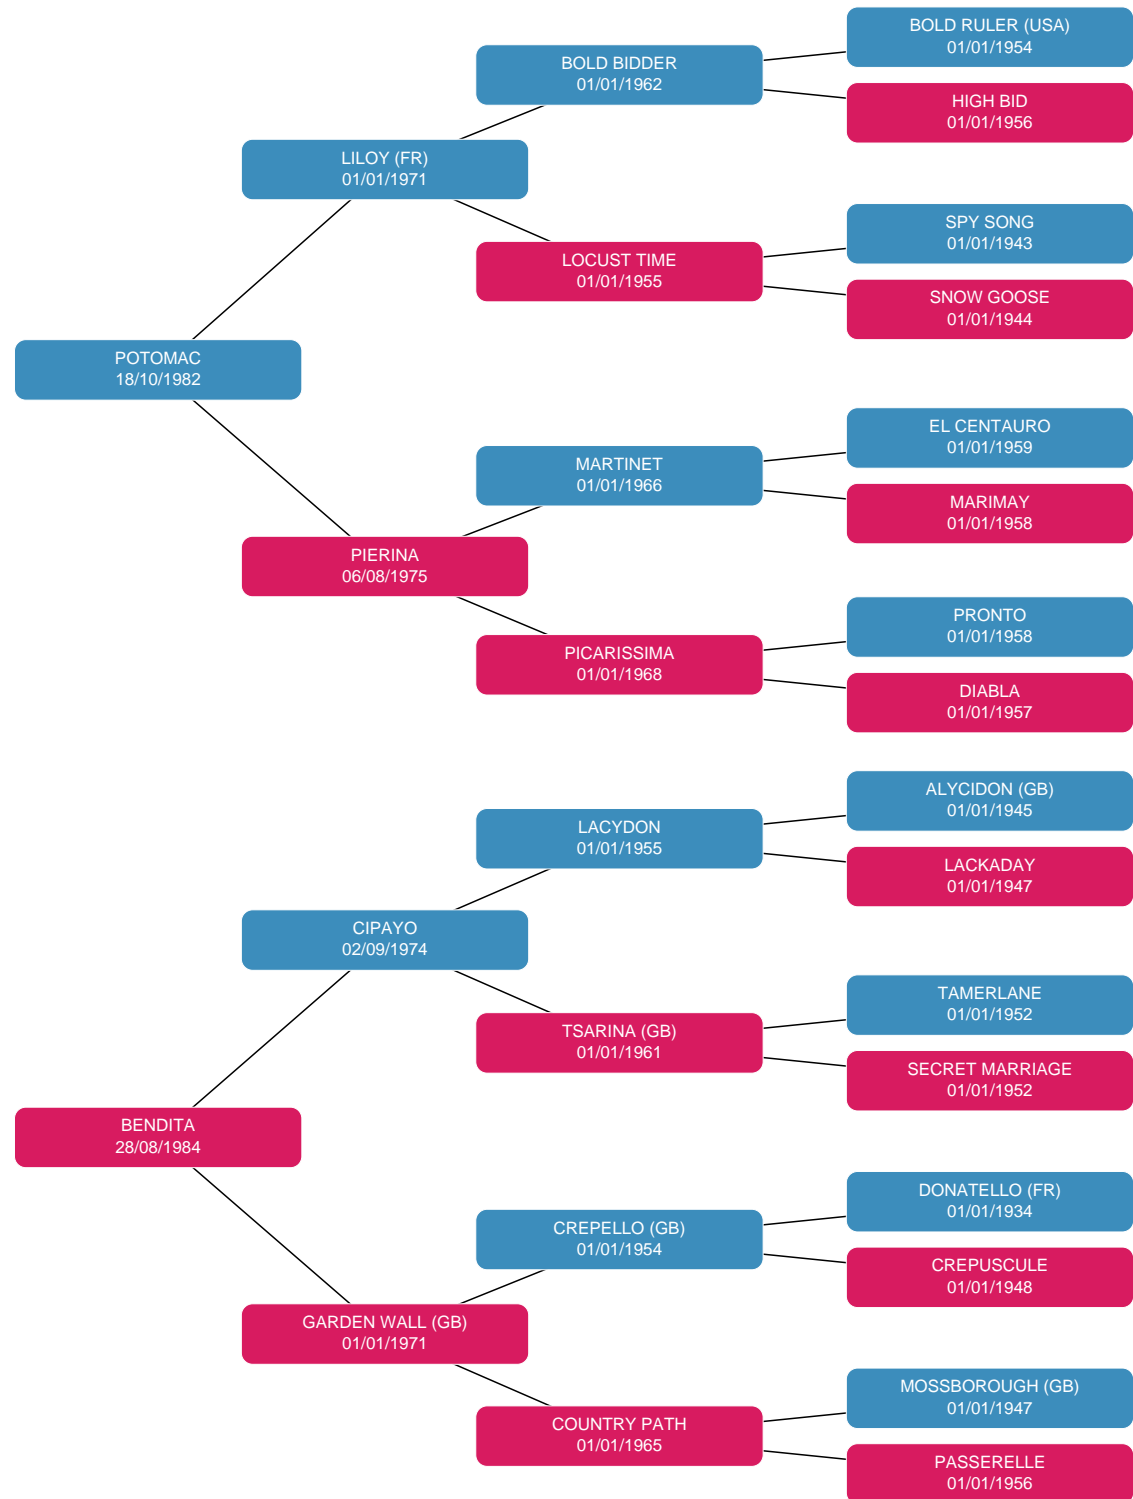 BOLD RULER (USA)
01/01/1954
BOLD BIDDER
01/01/1962
HIGH BID
01/01/1956
LILOY (FR)
01/01/1971
SPY SONG
01/01/1943
LOCUST TIME
01/01/1955
SNOW GOOSE
01/01/1944
POTOMAC
18/10/1982
EL CENTAURO
01/01/1959
MARTINET
01/01/1966
MARIMAY
01/01/1958
PIERINA
06/08/1975
PRONTO
01/01/1958
PICARISSIMA
01/01/1968
DIABLA
01/01/1957
ALYCIDON (GB)
01/01/1945
LACYDON
01/01/1955
LACKADAY
01/01/1947
CIPAYO
02/09/1974
TAMERLANE
01/01/1952
TSARINA (GB)
01/01/1961
SECRET MARRIAGE
01/01/1952
BENDITA
28/08/1984
DONATELLO (FR)
01/01/1934
CREPELLO (GB)
01/01/1954
CREPUSCULE
01/01/1948
GARDEN WALL (GB)
01/01/1971
MOSSBOROUGH (GB)
01/01/1947
COUNTRY PATH
01/01/1965
PASSERELLE
01/01/1956